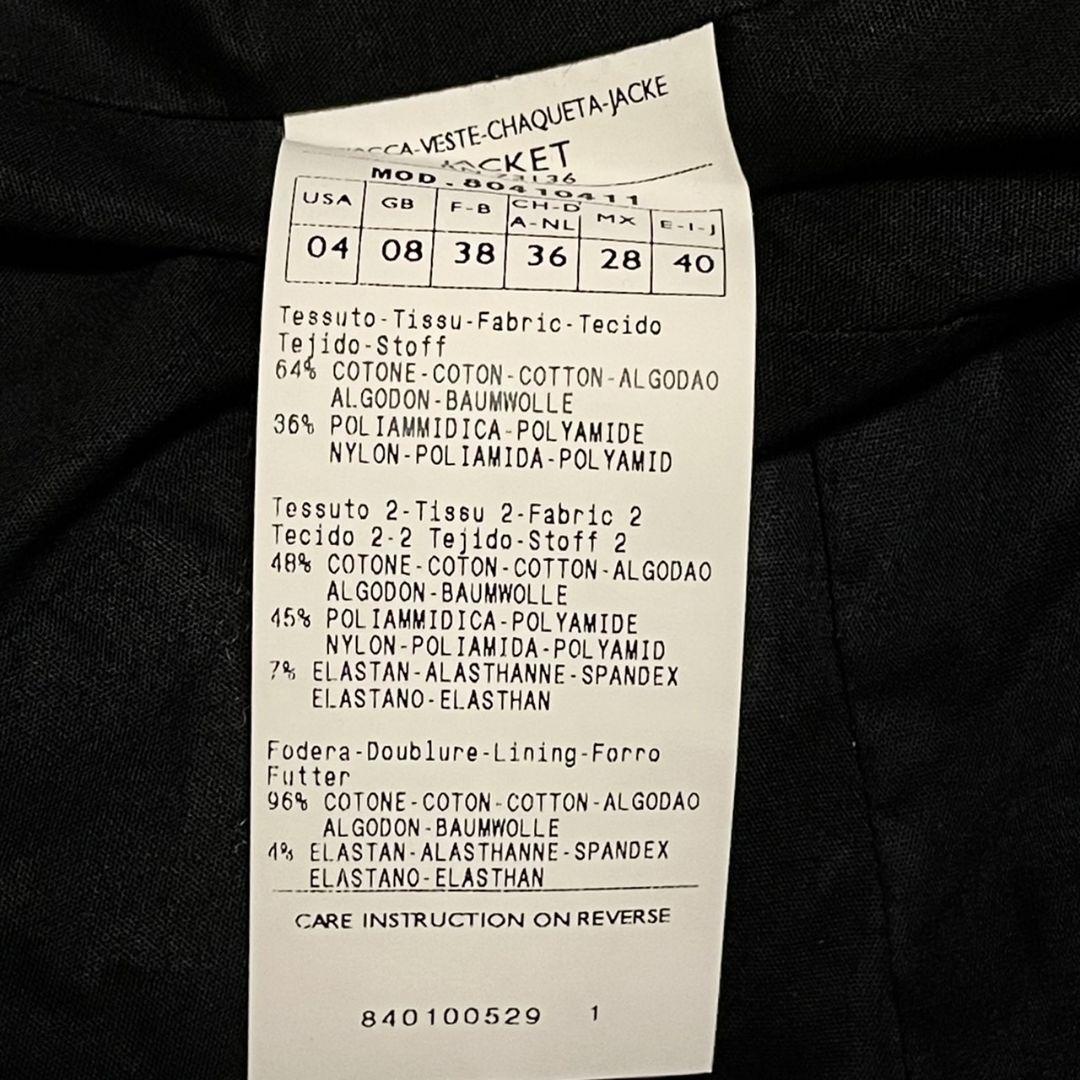 CCA-VESTE-CHAQUETA-JACKE
JACKET
MOD. 80410411
USA GB F-B CH-D A-NL MX E-I-J
04 08 38 36 28 40
Tessuto-Tissu-Fabric-Tecido
Tejido-Stoff
64% COTONE-COTON-COTTON-ALGODAO
ALGODON-BAUMWOLLE
36% POLIAMMIDICA-POLYAMIDE
NYLON-POLIAMIDA-POLYAMID
Tessuto 2-Tissu 2-Fabric 2
Tecido 2-2 Tejido-Stoff 2
48% COTONE-COTON-COTTON-ALGODAO
ALGODON-BAUMWOLLE
45% POLIAMMIDICA-POLYAMIDE
NYLON-POLIAMIDA-POLYAMID
7% ELASTAN-ALASTHANNE-SPANDEX
ELASTANO-ELASTHAN
Fodera-Doublure-Lining-Forro
Futter
96% COTONE-COTON-COTTON-ALGODAO
ALGODON-BAUMWOLLE
4% ELASTAN-ALASTHANNE-SPANDEX
ELASTANO-ELASTHAN
CARE INSTRUCTION ON REVERSE
840100529 1